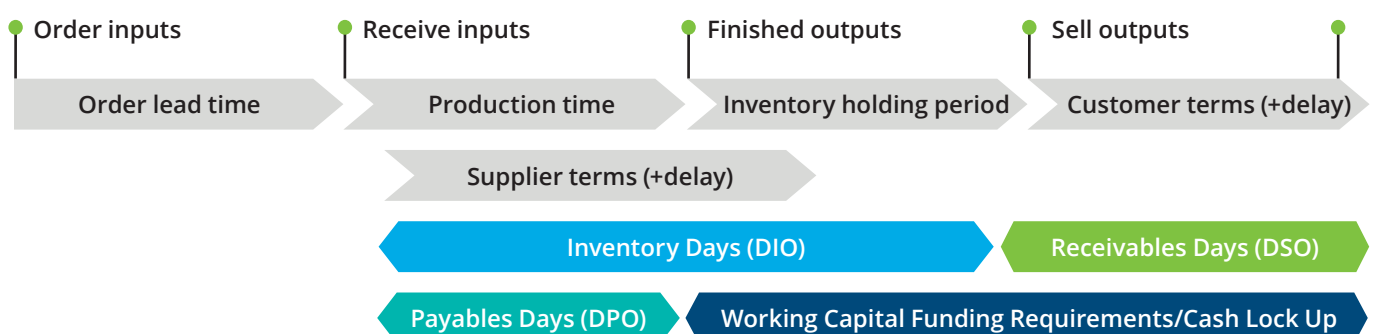 Order inputs
Receive inputs
Finished outputs
Sell outputs
Order lead time
Production time
Inventory holding period
Customer terms (+delay)
Supplier terms (+delay)
Inventory Days (DIO)
Receivables Days (DSO)
Payables Days (DPO)
Working Capital Funding Requirements/Cash Lock Up